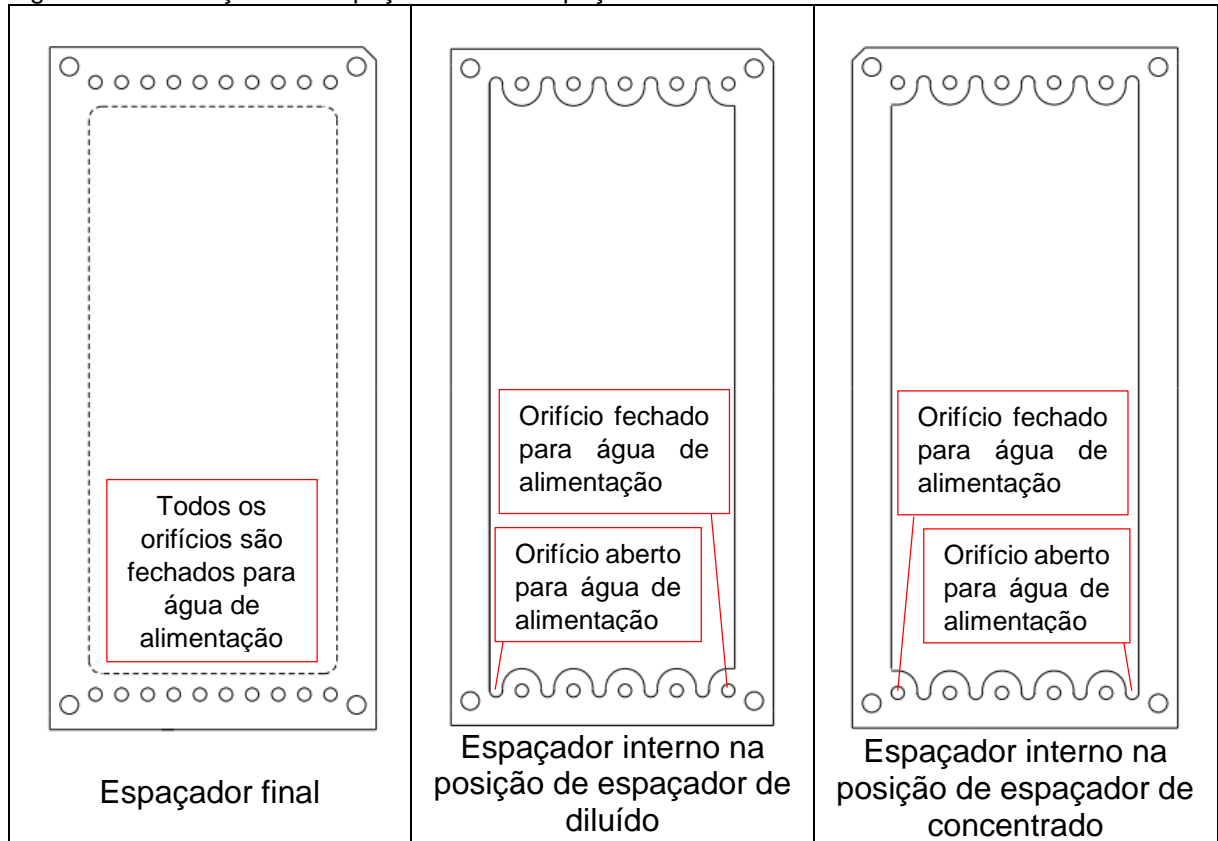 Todos os
orifícios são
fechados para
água de
alimentação
Espaçador final
Orifício fechado
para água de
alimentação
Orifício aberto
para água de
alimentação
Espaçador interno na
posição de espaçador de
diluído
Orifício fechado
para água de
alimentação
Orifício aberto
para água de
alimentação
Espaçador interno na
posição de espaçador de
concentrado